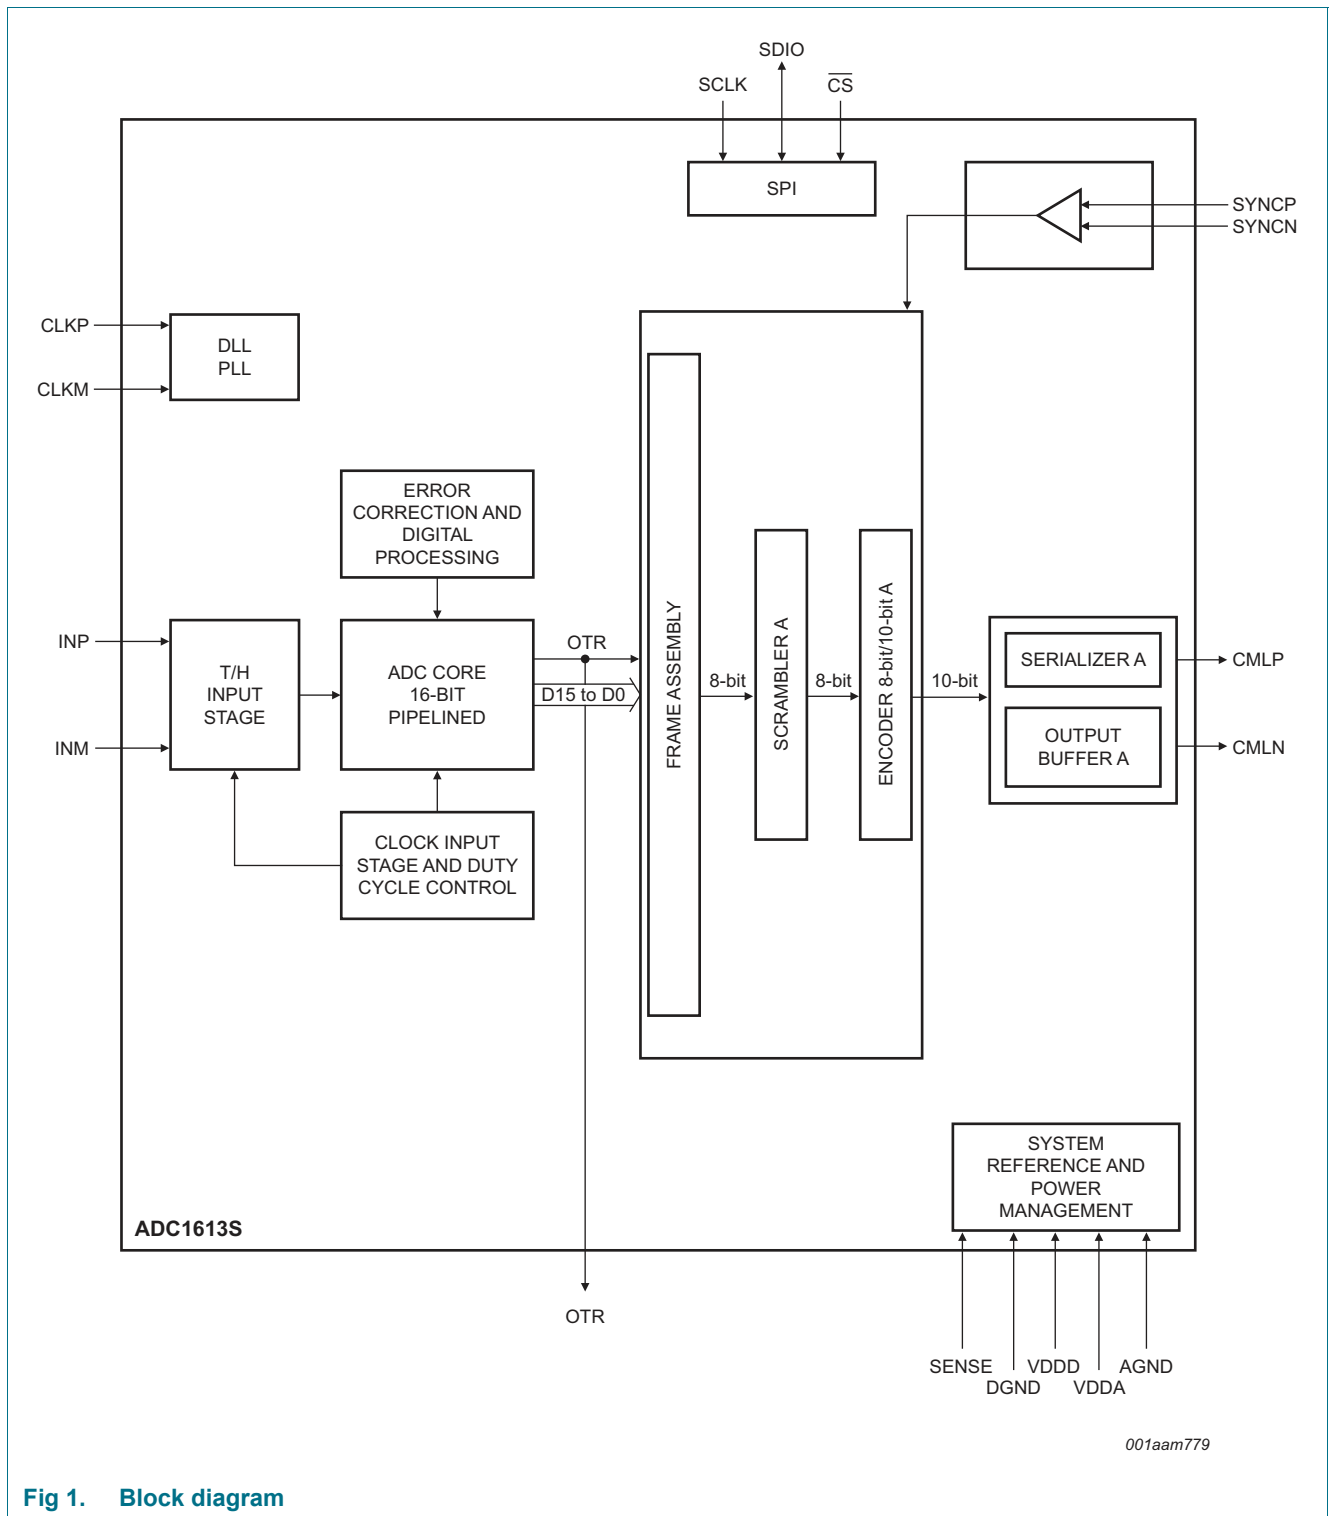 SDIO
SCLK
CS
SPI
SYNCP
SYNCN
CLKP
CLKM
DLL
PLL
ERROR
CORRECTION AND
DIGITAL
PROCESSING
INP
INM
T/H
INPUT
STAGE
ADC CORE
16-BIT
PIPELINED
OTR
D15 to D0
CLOCK INPUT
STAGE AND DUTY
CYCLE CONTROL
FRAME ASSEMBLY
8-bit
SCRAMBLER A
8-bit
ENCODER 8-bit/10-bit A
10-bit
SERIALIZER A
OUTPUT
BUFFER A
CMLP
CMLN
SYSTEM
REFERENCE AND
POWER
MANAGEMENT
ADC1613S
OTR
SENSE
DGND
VDDD
VDDA
AGND
001aam779
Fig 1. Block diagram